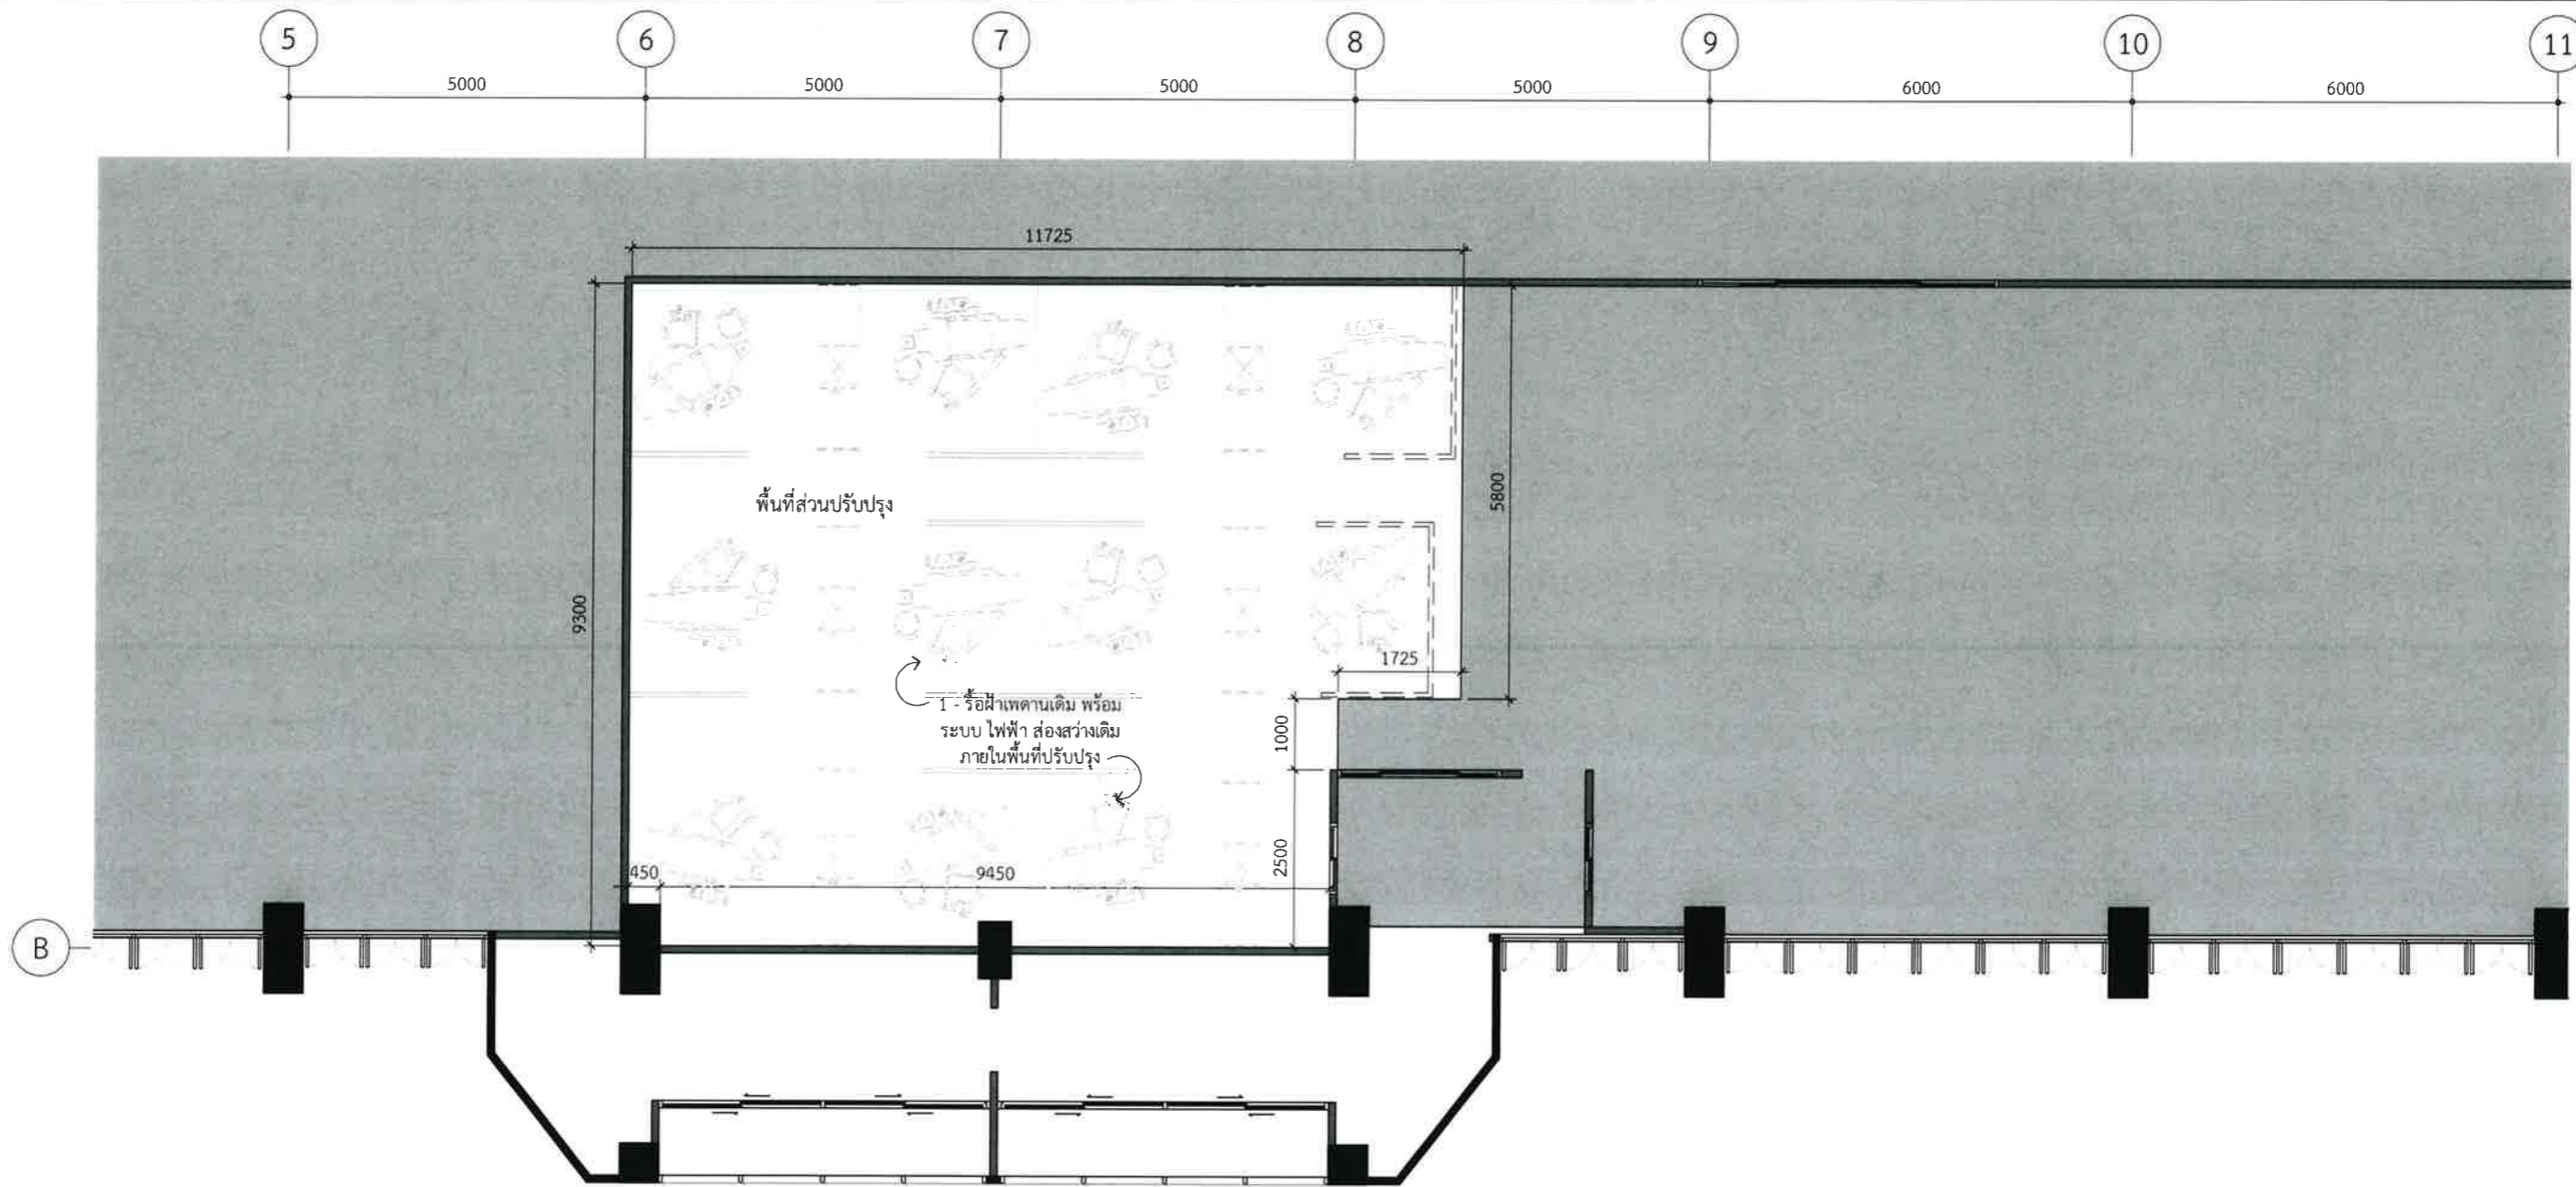 5 6 7 8 9 10 11
5000 5000 5000 5000 6000 6000
11725
5800
พื้นที่ส่วนปรับปรุง
9300
1725
1 - รื้อฝ้าเพดานเดิม พร้อม
ระบบ ไฟฟ้า ส่องสว่างเดิม
ภายในพื้นที่ปรับปรุง
1000
2500
450 9450
B